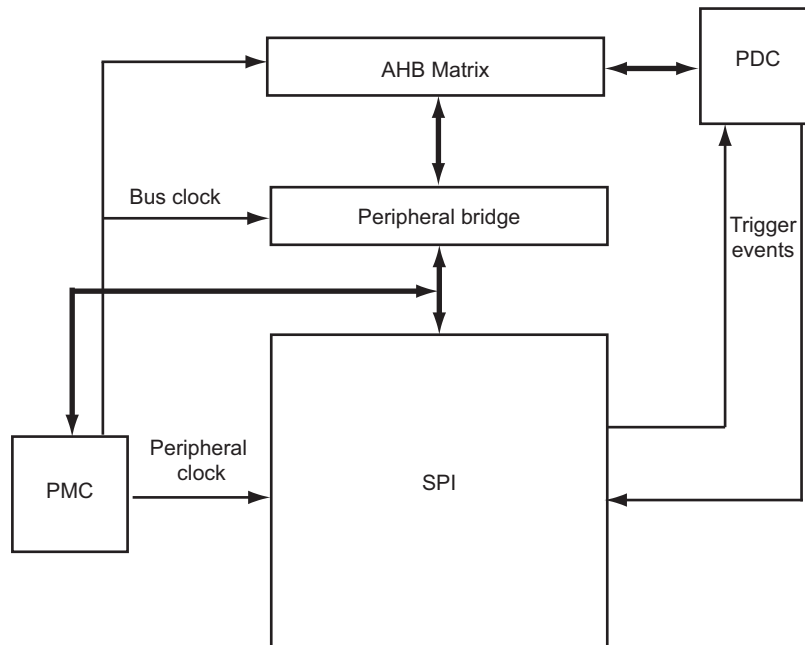 AHB Matrix
PDC
Bus clock
Peripheral bridge
Trigger
events
Peripheral
clock
PMC
SPI